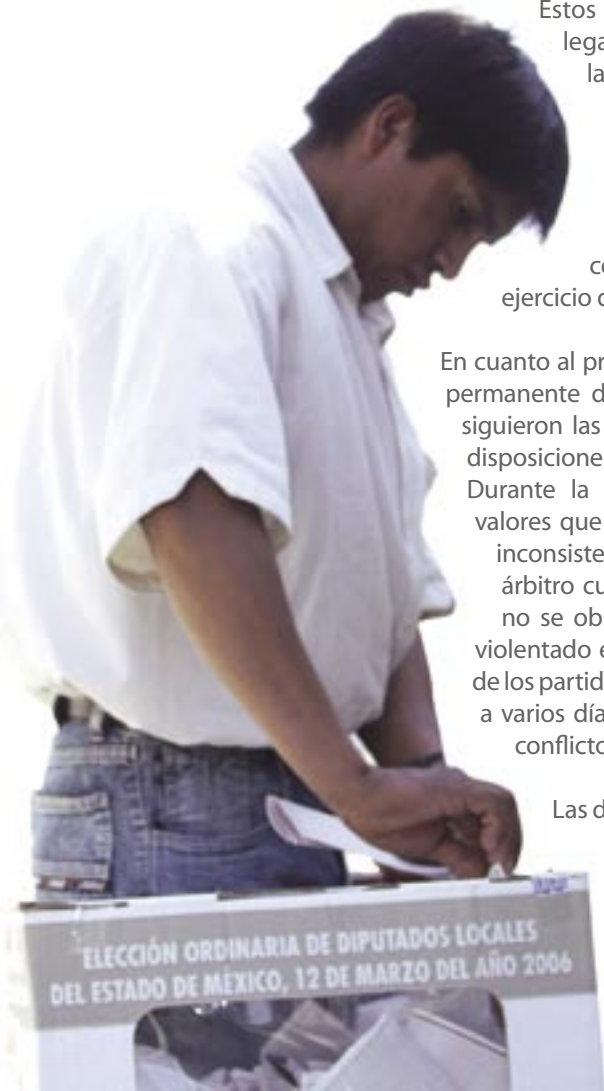 Estos
lega
la
ce
ejercicio d
En cuanto al pr
permanente d
siguieron las
disposicione
Durante la
valores que
inconsiste
árbitro cu
no se obs
violentado e
de los partid
a varios día
conflicto
Las d
ELECCIÓN ORDINARIA DE DIPUTADOS LOCALES
DEL ESTADO DE MÉXICO, 12 DE MARZO DEL AÑO 2006